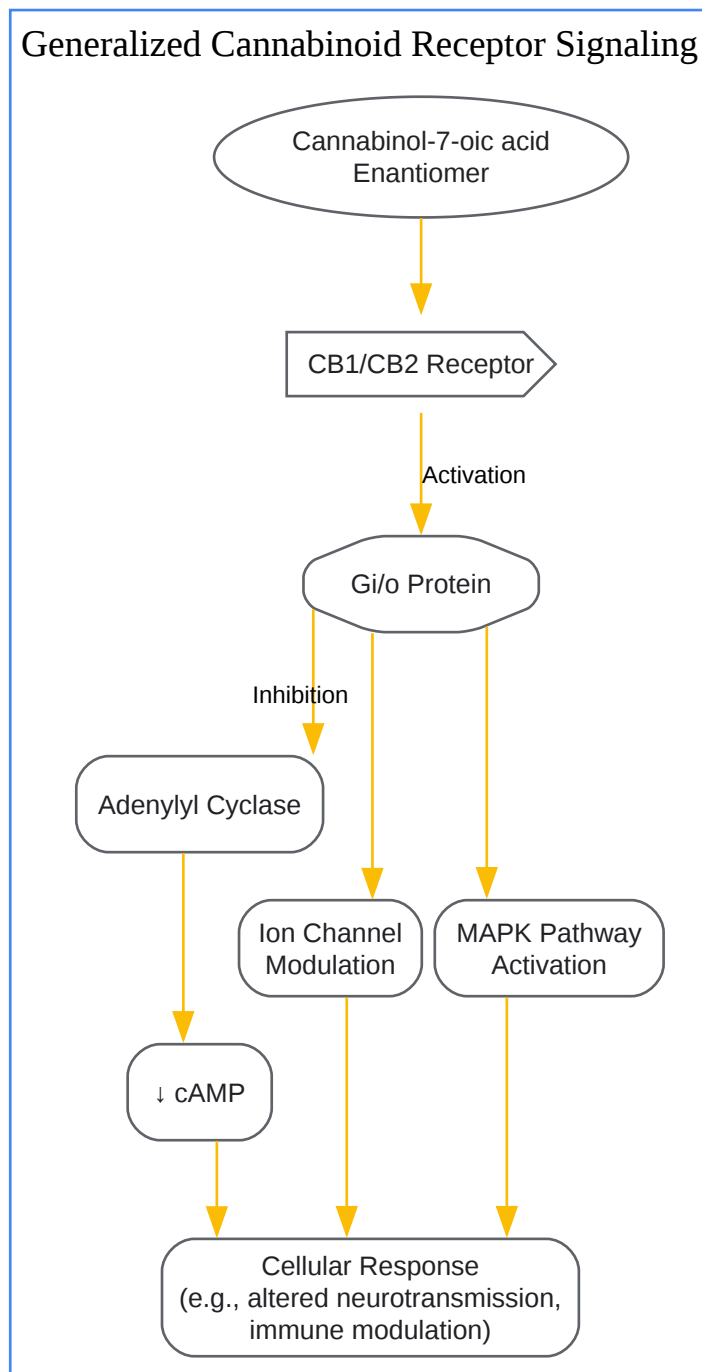 Generalized Cannabinoid Receptor Signaling
Cannabinol-7-oic acid
Enantiomer
CB1/CB2 Receptor
Activation
Gi/o Protein
Inhibition
Adenylyl Cyclase
Ion Channel
Modulation
MAPK Pathway
Activation
↓ cAMP
Cellular Response
(e.g., altered neurotransmission,
immune modulation)